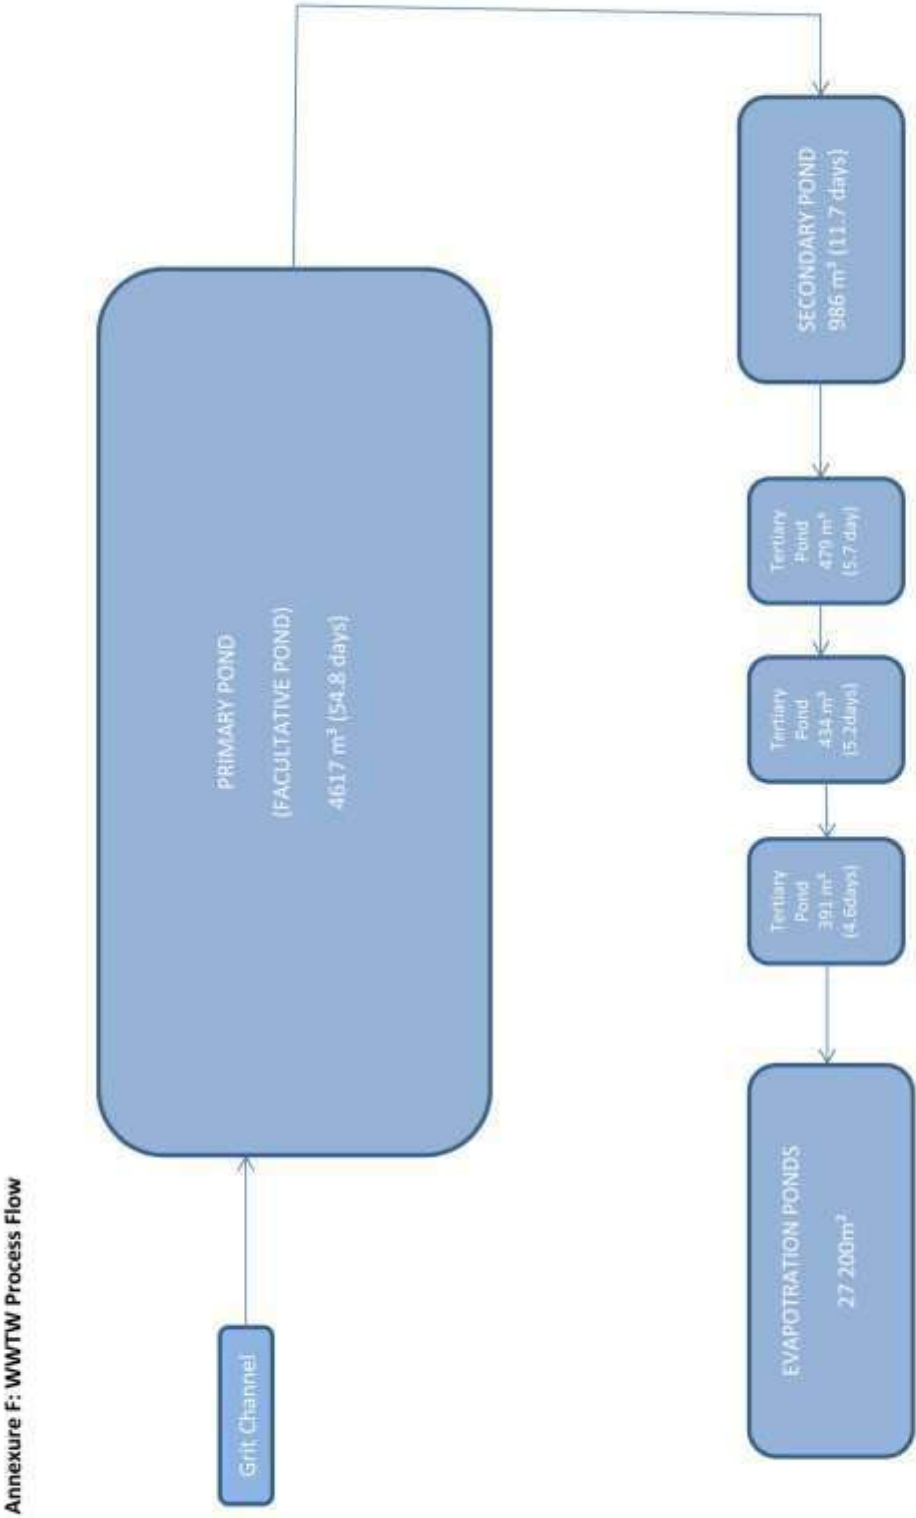 Annexure F: WWTW Process Flow
Grit Channel
PRIMARY POND
(FACULTATIVE POND)
4617 m³ (54.8 days)
SECONDARY POND
986 m³ (11.7 days)
Tertiary
Pond
479 m³
(5.7 day)
Tertiary
Pond
434 m³
(5.2days)
Tertiary
Pond
391 m³
(4.6days)
EVAPOTRATION PONDS
27 200m²